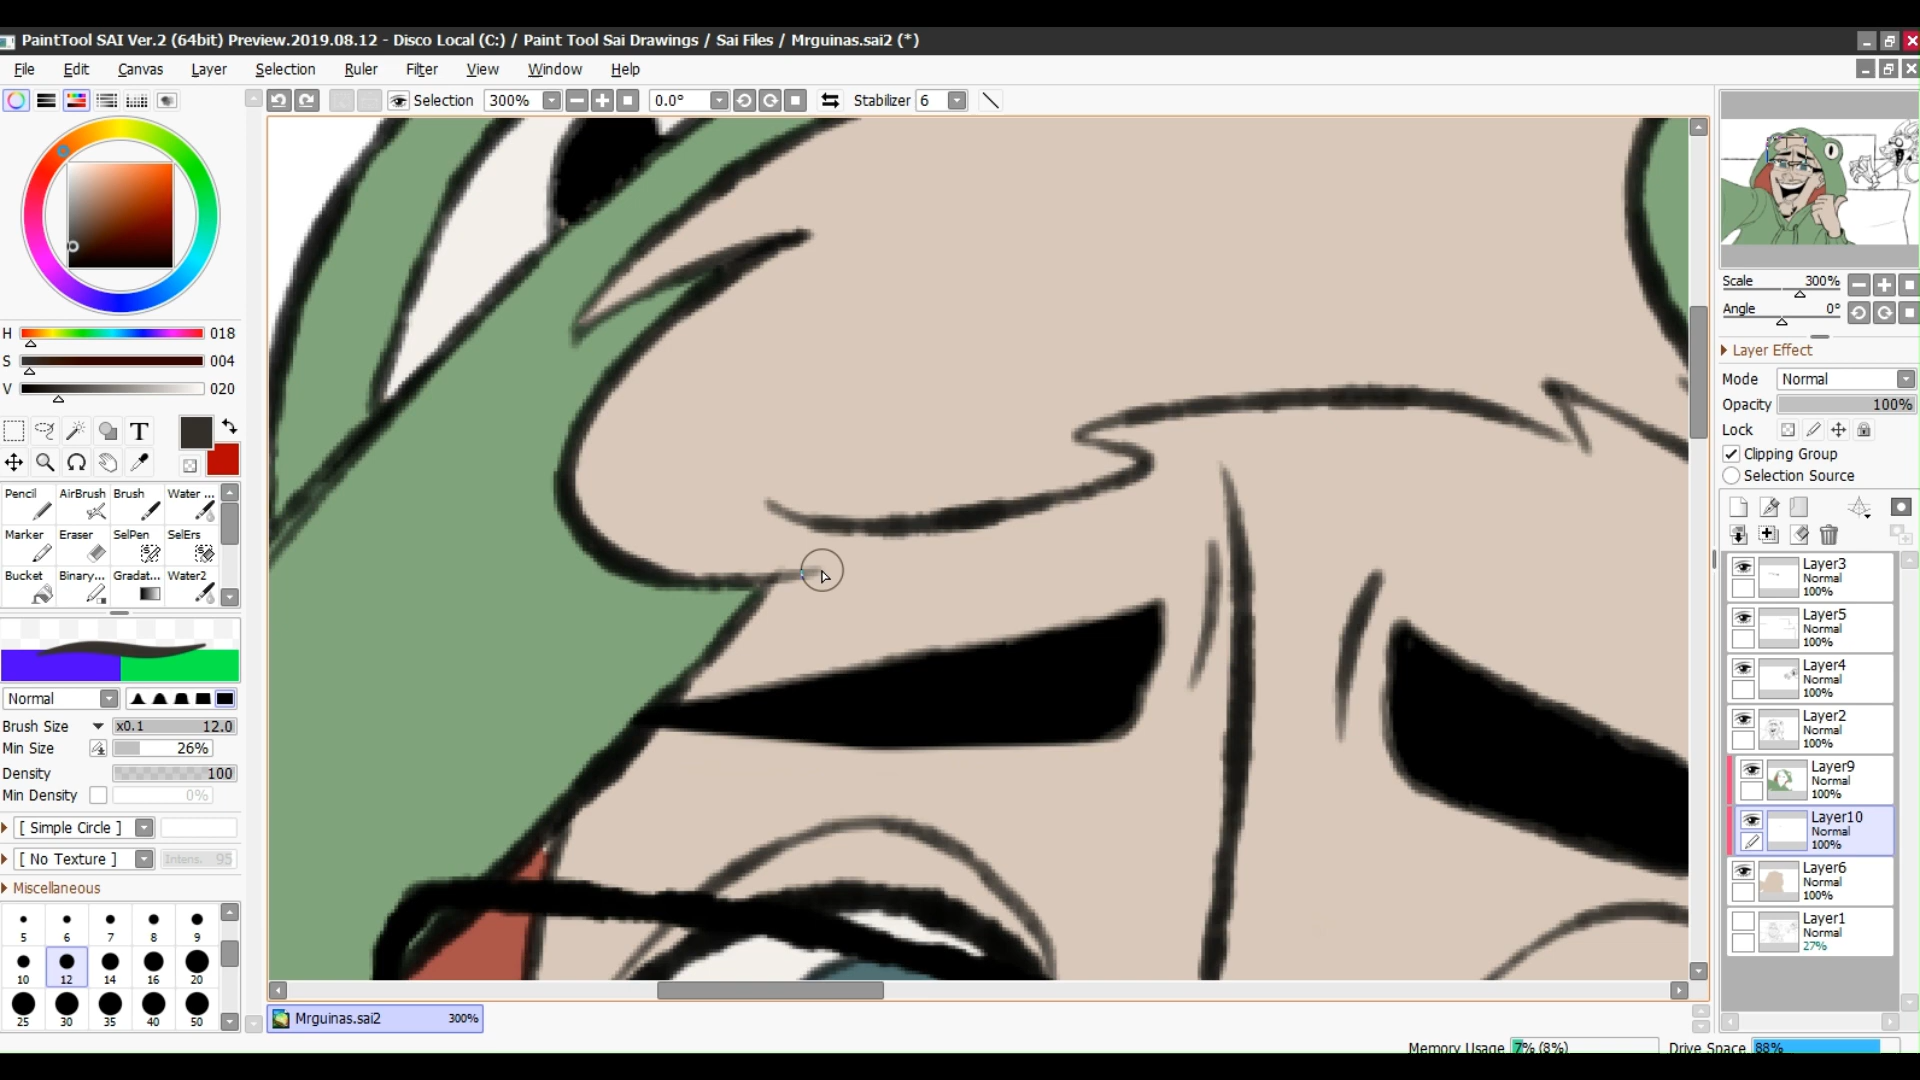 PaintTool SAI Ver.2 (64bit) Preview.2019.08.12 - Disco Local (C:) / Paint Tool Sai Drawings / Sai Files / Mrguinas.sai2 (*)
File Edit Canvas Layer Selection Ruler Filter View Window Help
Selection 300% 0.0° Stabilizer 6
Scale 300%
Angle 0°
Layer Effect
Mode Normal
Opacity 100%
Lock
Clipping Group
Selection Source
H 018
S 004
V 020
T
Pencil AirBrush Brush Water ...
Marker Eraser SelPen SelErs
Bucket Binary... Gradat... Water2
Normal
Brush Size x0.1 12.0
Min Size 26%
Density 100
Min Density 0%
[ Simple Circle ]
[ No Texture ] Intens. 95
Miscellaneous
5 6 7 8 9
10 12 14 16 20
25 30 35 40 50
Layer3
Normal
100%
Layer5
Normal
100%
Layer4
Normal
100%
Layer2
Normal
100%
Layer9
Normal
100%
Layer10
Normal
100%
Layer6
Normal
100%
Layer1
Normal
27%
Mrguinas.sai2 300%
Memory Usage 7% (8%) Drive Space 88%